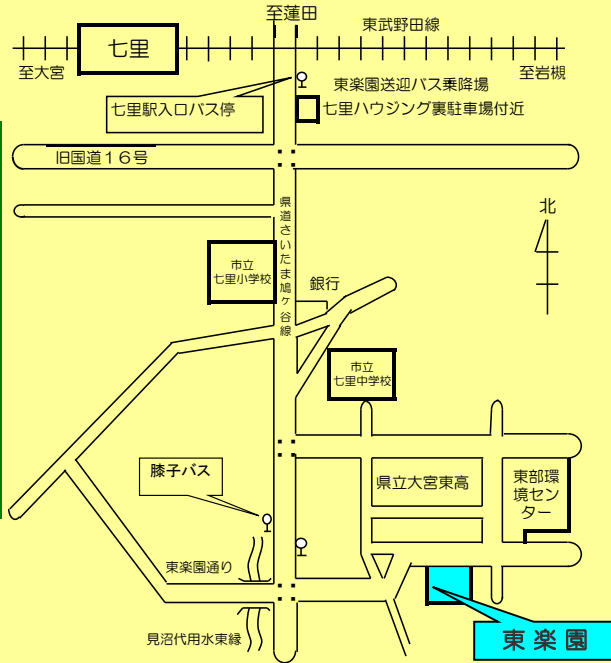 至蓮田
東武野田線
七里
至大宮
至岩槻
東楽園送迎バス乗降場
七里ハウジング裏駐車場付近
七里駅入口バス停
旧国道１６号
県道さいたま鳩ヶ谷線
北
市立
七里小学校
銀行
市立
七里中学校
膝子バス
県立大宮東高
東部環
境セン
ター
東楽園通り
見沼代用水東縁
東楽園